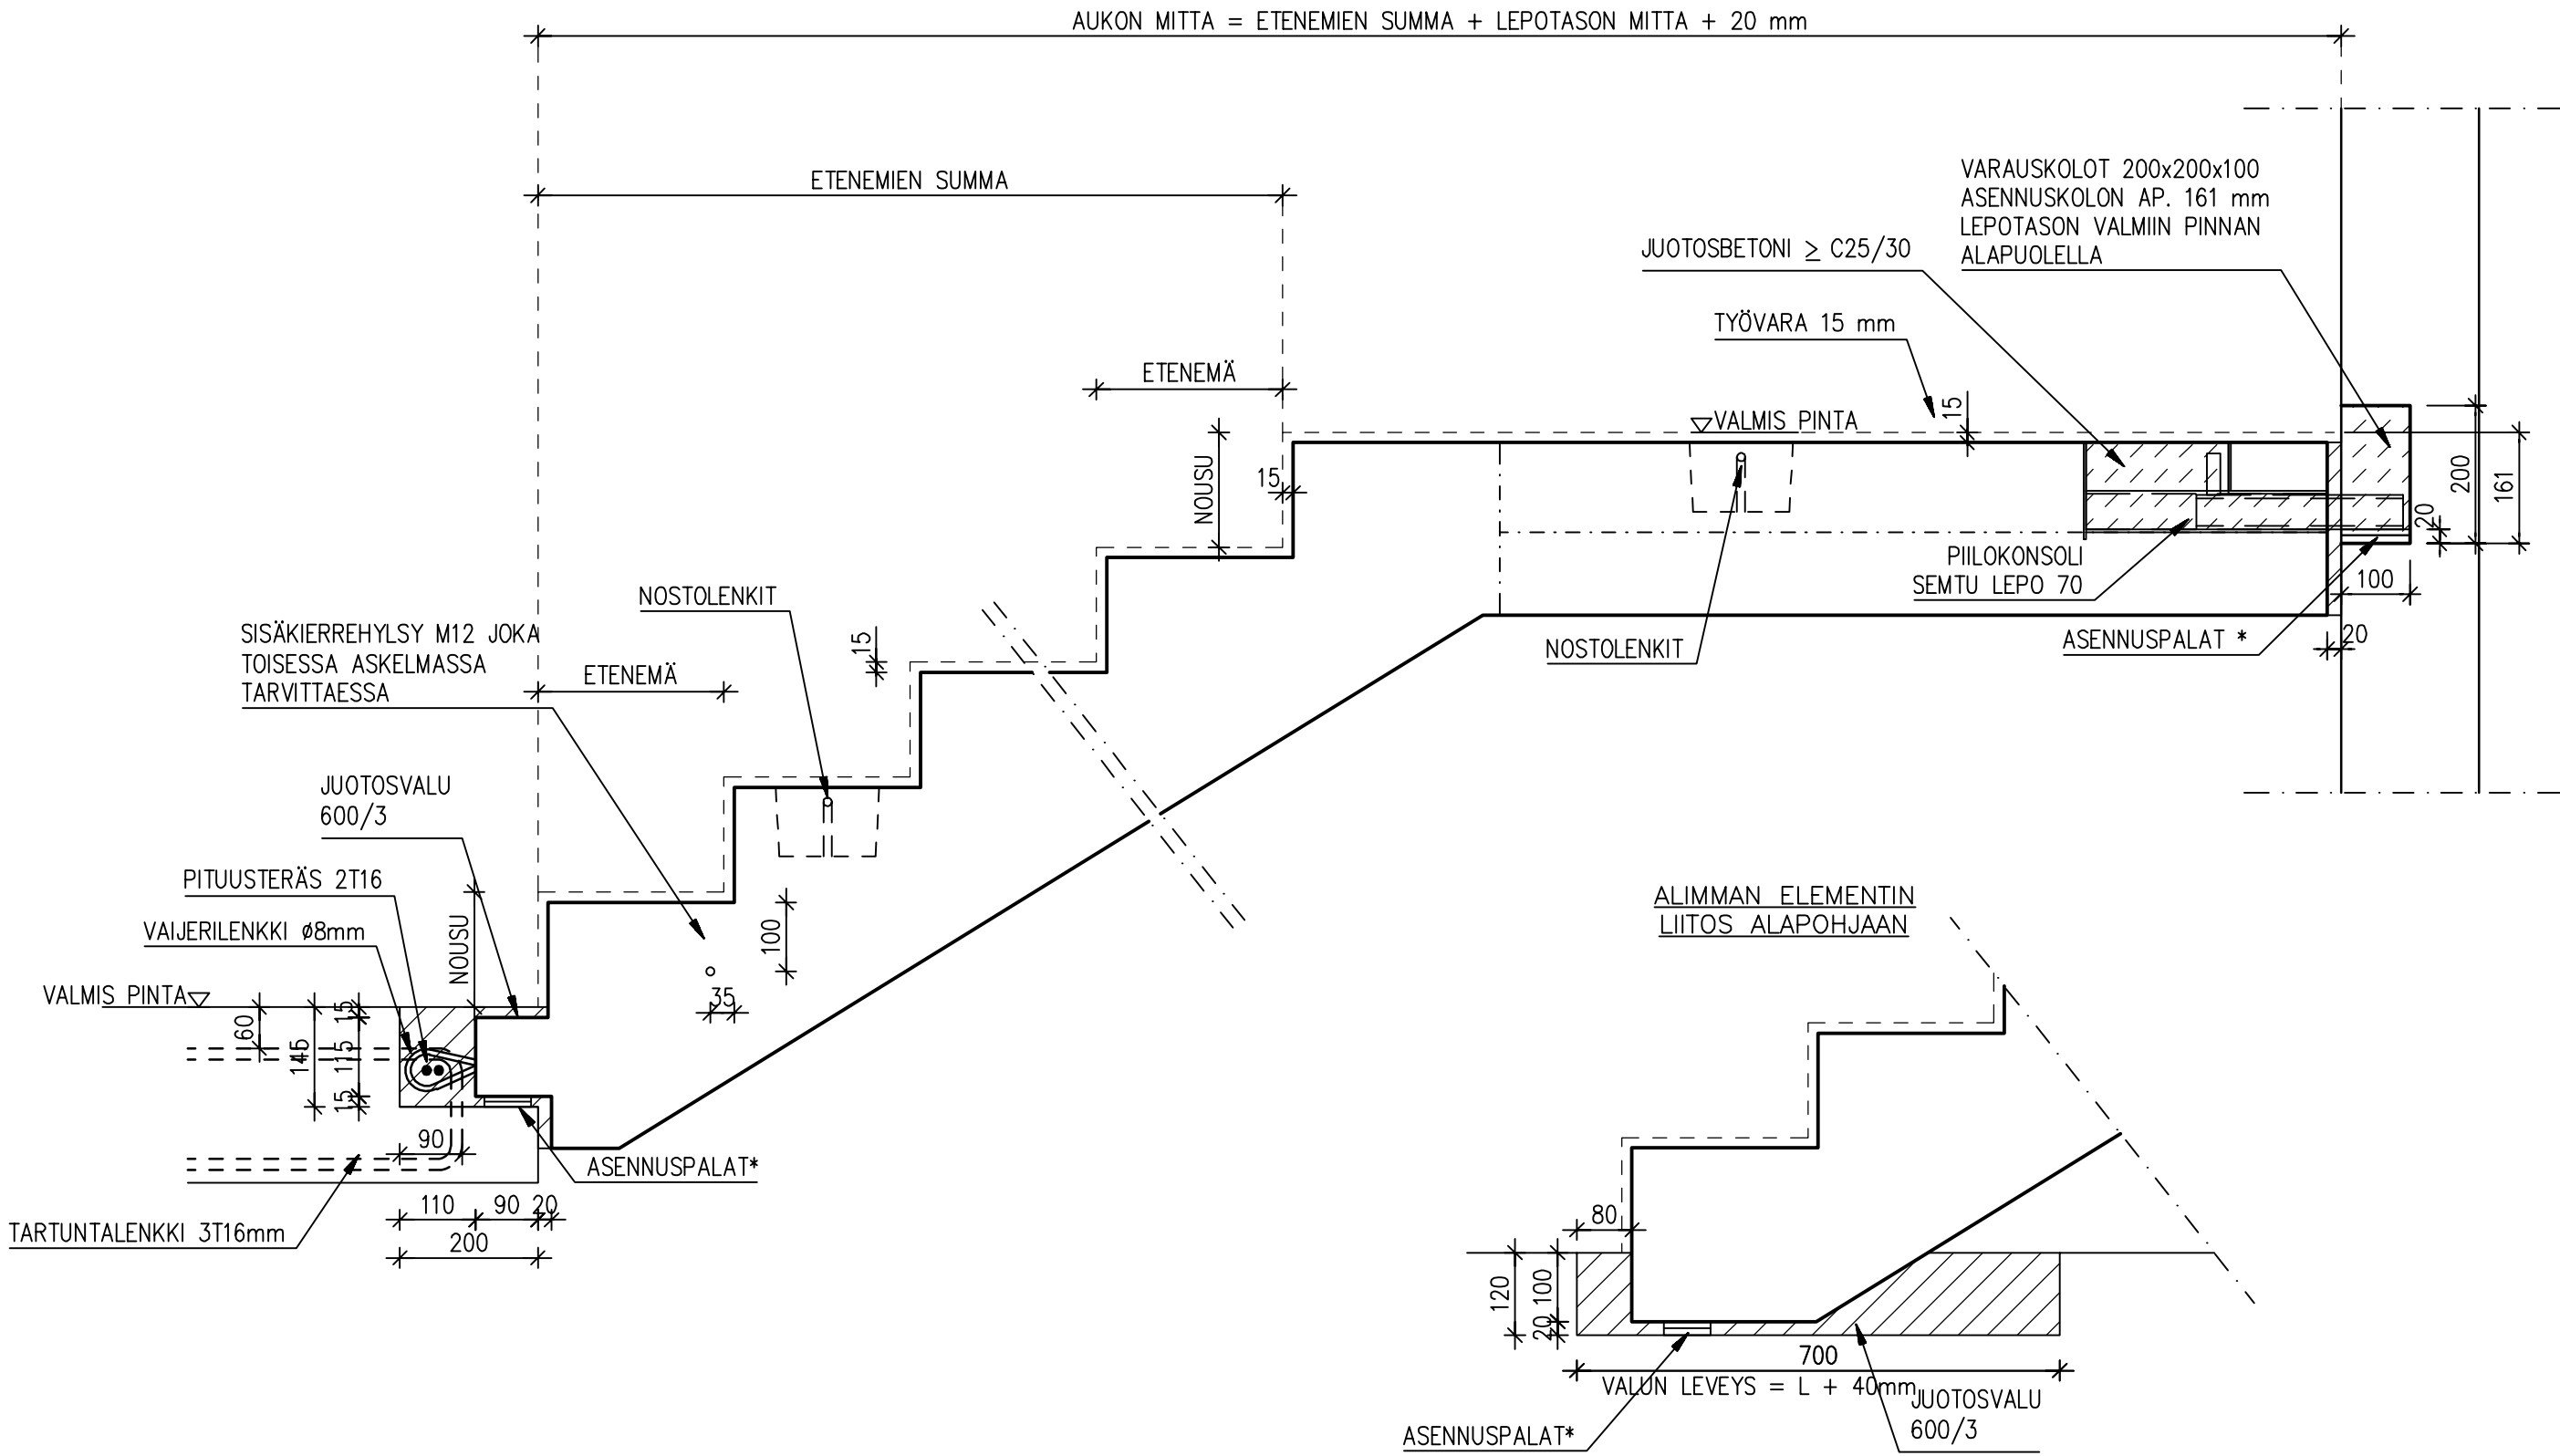 AUKON MITTA = ETENEMIEN SUMMA + LEPOTASON MITTA + 20 mm
ETENEMIEN SUMMA
VARAUSKOLOT 200x200x100
ASENNUSKOLON AP. 161 mm
LEPOTASON VALMIIN PINNAN
ALAPUOLELLA
JUOTOSBETONI ≥ C25/30
TYÖVARA 15 mm
ETENEMÄ
15
VALMIS PINTA
NOUSU
15
200
161
20
PIILOKONSOLI
SEMTU LEPO 70
100
NOSTOLENKIT
ASENNUSPALAT *
20
NOSTOLENKIT
SISÄKIERREHYLSY M12 JOKA
TOISESSA ASKELMASSA
TARVITTAESSA
ETENEMÄ
15
JUOTOSVALU
600/3
PITUUSTERÄS 2T16
VAIJERILENKKI ø8mm
NOUSU
100
35
VALMIS PINTA
60
145
15
115
15
90
ASENNUSPALAT*
110
90
20
TARTUNTALENKKI 3T16mm
200
ALIMMAN ELEMENTIN
LIITOS ALAPOHJAAN
80
120
100
20
700
VALUN LEVEYS = L + 40mm
JUOTOSVALU
600/3
ASENNUSPALAT*